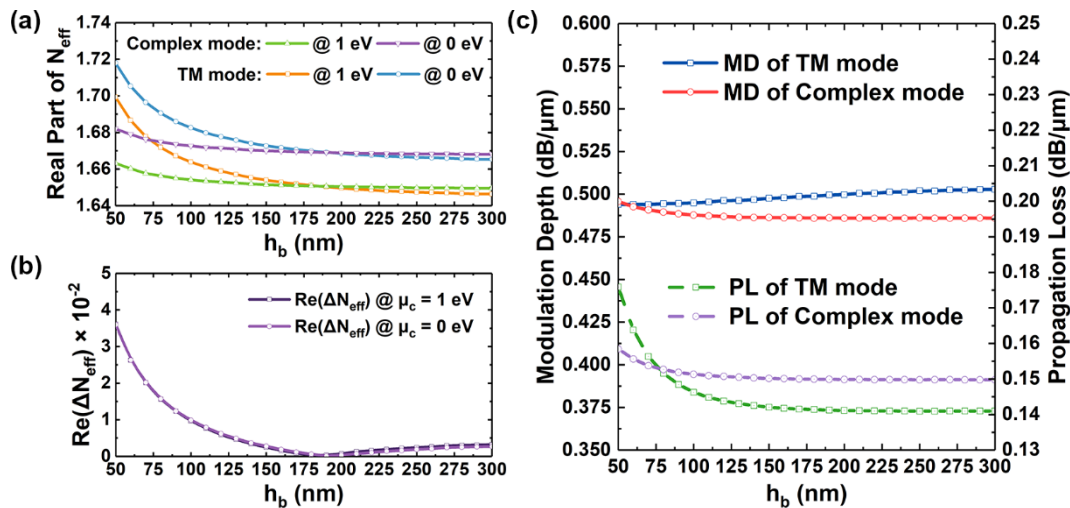 (a)
Complex mode: @ 1 eV @ 0 eV
TM mode: @ 1 eV @ 0 eV
Real Part of N_eff
1.72
1.70
1.68
1.66
1.64
50 75 100 125 150 175 200 225 250 275 300
h_b (nm)
(b)
Re(ΔN_eff) @ μ_c = 1 eV
Re(ΔN_eff) @ μ_c = 0 eV
Re(ΔN_eff) × 10^-2
5
4
3
2
1
0
50 75 100 125 150 175 200 225 250 275 300
h_b (nm)
(c)
MD of TM mode
MD of Complex mode
PL of TM mode
PL of Complex mode
Modulation Depth (dB/μm)
0.600
0.575
0.550
0.525
0.500
0.475
0.450
0.425
0.400
0.375
0.350
Propagation Loss (dB/μm)
0.25
0.24
0.23
0.22
0.21
0.20
0.19
0.18
0.17
0.16
0.15
0.14
0.13
50 75 100 125 150 175 200 225 250 275 300
h_b (nm)